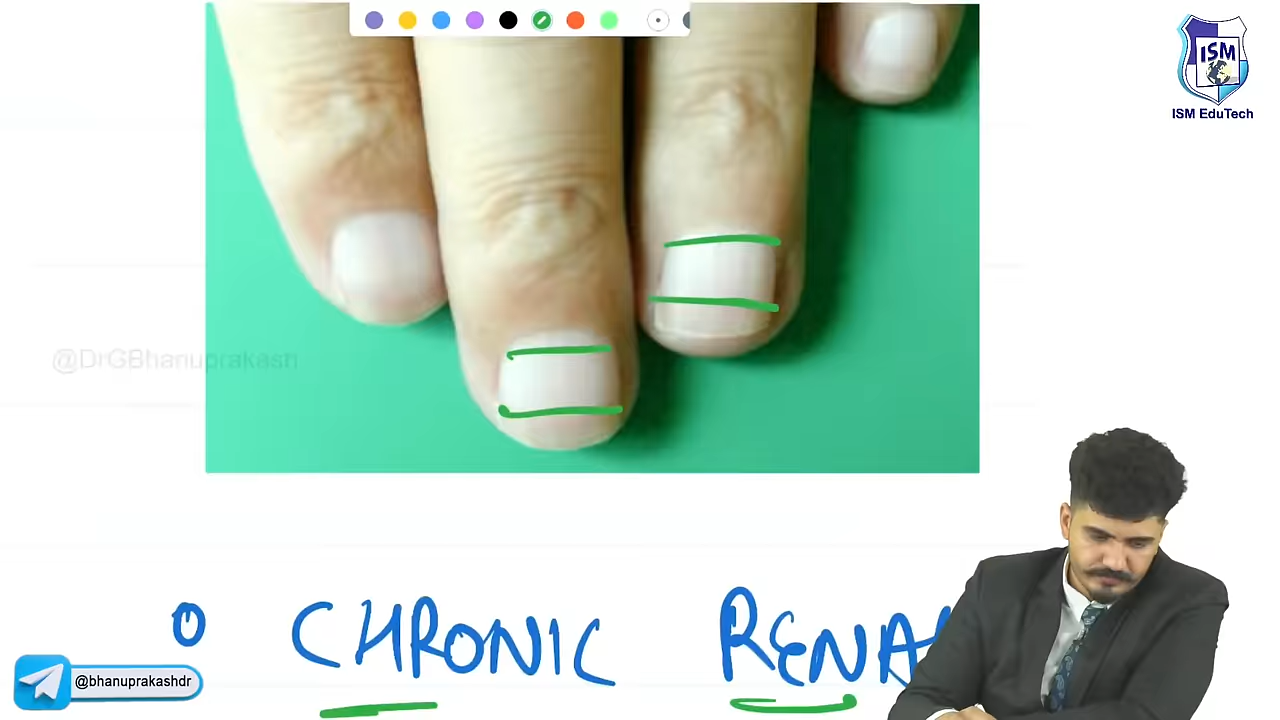 ISM
ISM EduTech
@DrGBhanuprakash
O CHRONIC RENA
@bhanuprakashdr